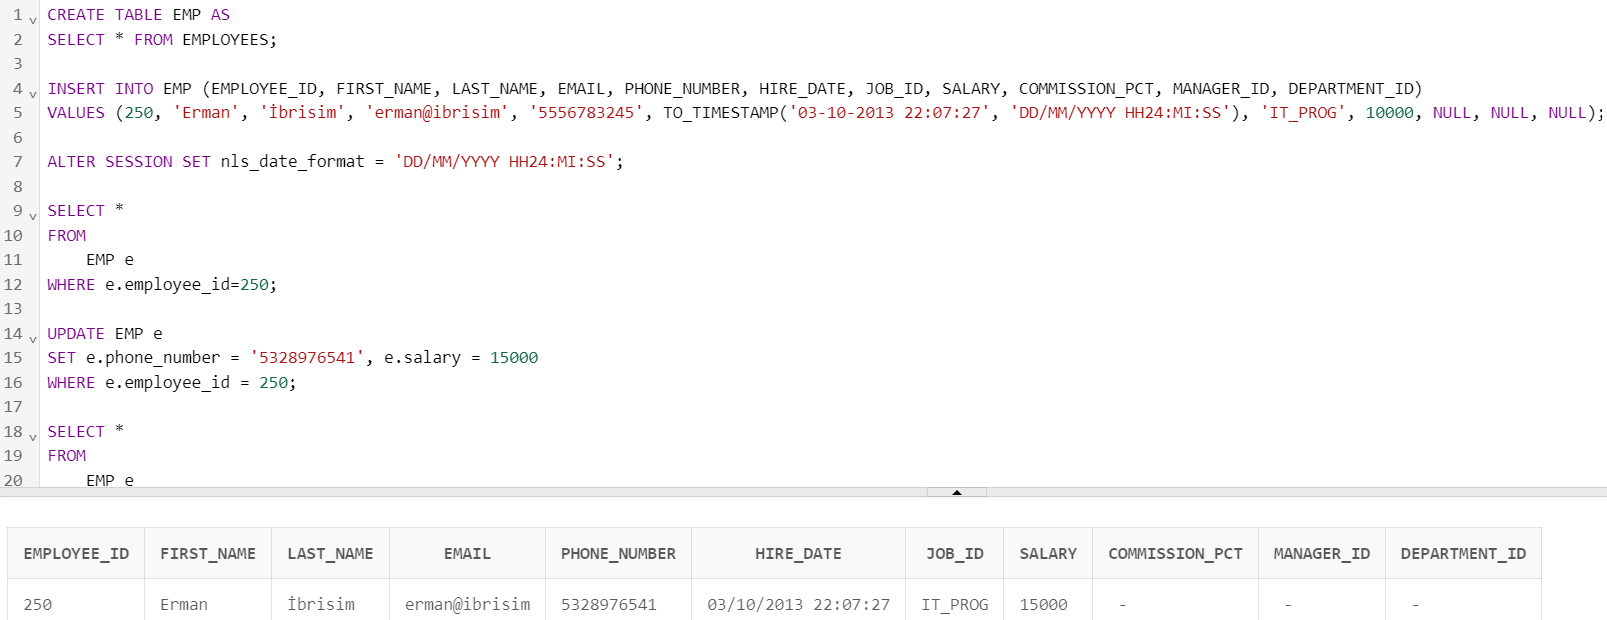 1 CREATE TABLE EMP AS
2 SELECT * FROM EMPLOYEES;
3
4 INSERT INTO EMP (EMPLOYEE_ID, FIRST_NAME, LAST_NAME, EMAIL, PHONE_NUMBER, HIRE_DATE, JOB_ID, SALARY, COMMISSION_PCT, MANAGER_ID, DEPARTMENT_ID)
5 VALUES (250, 'Erman', 'İbrisim', 'erman@ibrisim', '5556783245', TO_TIMESTAMP('03-10-2013 22:07:27', 'DD/MM/YYYY HH24:MI:SS'), 'IT_PROG', 10000, NULL, NULL, NULL);
6
7 ALTER SESSION SET nls_date_format = 'DD/MM/YYYY HH24:MI:SS';
8
9 SELECT *
10 FROM
11 EMP e
12 WHERE e.employee_id=250;
13
14 UPDATE EMP e
15 SET e.phone_number = '5328976541', e.salary = 15000
16 WHERE e.employee_id = 250;
17
18 SELECT *
19 FROM
20 EMP e
EMPLOYEE_ID FIRST_NAME LAST_NAME EMAIL PHONE_NUMBER HIRE_DATE JOB_ID SALARY COMMISSION_PCT MANAGER_ID DEPARTMENT_ID
250 Erman İbrisim erman@ibrisim 5328976541 03/10/2013 22:07:27 IT_PROG 15000 - - -